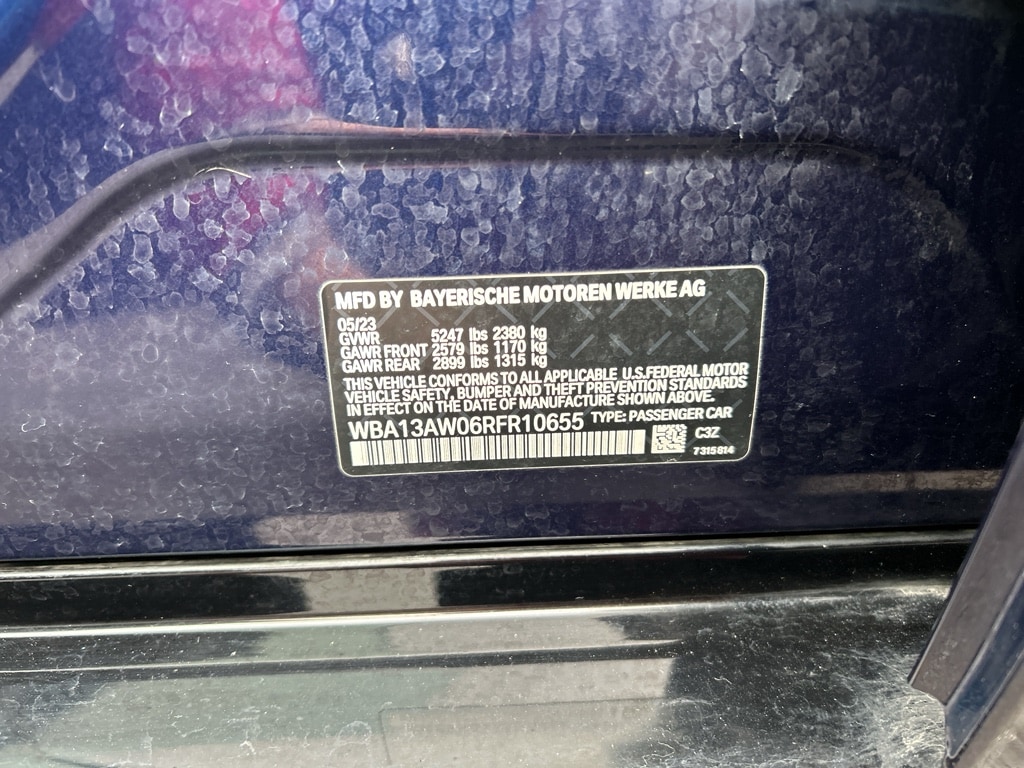 MFD BY BAYERISCHE MOTOREN WERKE AG
05/23
GVWR 5247 lbs 2380 kg
GAWR FRONT 2579 lbs 1170 kg
GAWR REAR 2899 lbs 1315 kg
THIS VEHICLE CONFORMS TO ALL APPLICABLE U.S.FEDERAL MOTOR
VEHICLE SAFETY, BUMPER AND THEFT PREVENTION STANDARDS
IN EFFECT ON THE DATE OF MANUFACTURE SHOWN ABOVE.
WBA13AW06RFR10655 TYPE: PASSENGER CAR
C3Z
7315814